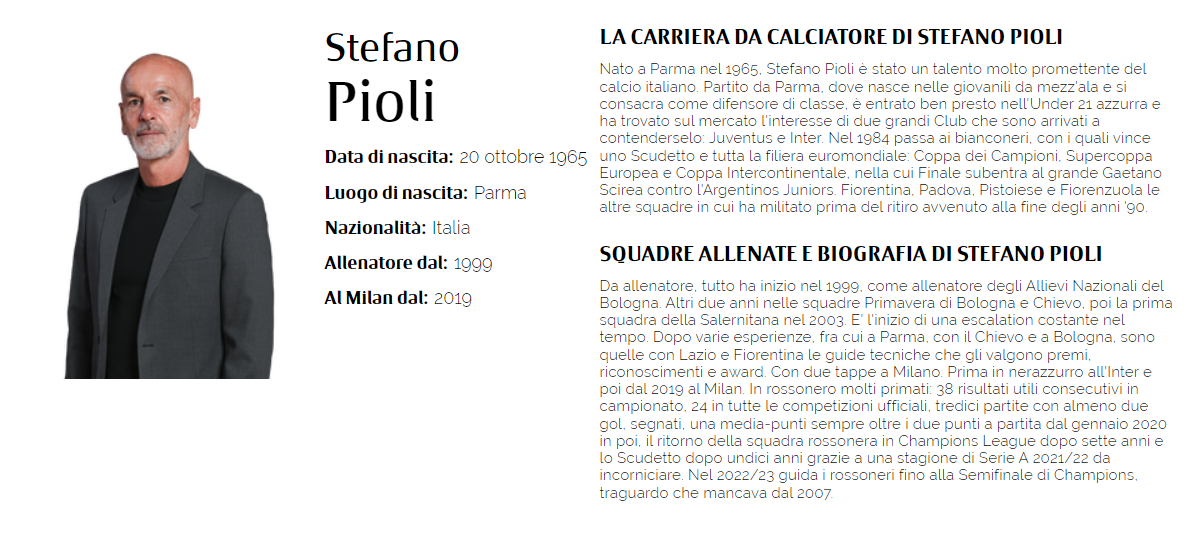 Stefano
Pioli
Data di nascita: 20 ottobre 1965
Luogo di nascita: Parma
Nazionalità: Italia
Allenatore dal: 1999
Al Milan dal: 2019
LA CARRIERA DA CALCIATORE DI STEFANO PIOLI
Nato a Parma nel 1965, Stefano Pioli è stato un talento molto promettente del
calcio italiano. Partito da Parma, dove nasce nelle giovanili da mezz'ala e si
consacra come difensore di classe, è entrato ben presto nell'Under 21 azzurra e
ha trovato sul mercato l'interesse di due grandi Club che sono arrivati a
contenderselo: Juventus e Inter. Nel 1984 passa ai bianconeri, con i quali vince
uno Scudetto e tutta la filiera euromondiale: Coppa dei Campioni, Supercoppa
Europea e Coppa Intercontinentale, nella cui Finale subentra al grande Gaetano
Scirea contro l'Argentinos Juniors. Fiorentina, Padova, Pistoiese e Fiorenzuola le
altre squadre in cui ha militato prima del ritiro avvenuto alla fine degli anni '90.
SQUADRE ALLENATE E BIOGRAFIA DI STEFANO PIOLI
Da allenatore, tutto ha inizio nel 1999, come allenatore degli Allievi Nazionali del
Bologna. Altri due anni nelle squadre Primavera di Bologna e Chievo, poi la prima
squadra della Salernitana nel 2003. E' l'inizio di una escalation costante nel
tempo. Dopo varie esperienze, fra cui a Parma, con il Chievo e a Bologna, sono
quelle con Lazio e Fiorentina le guide tecniche che gli valgono premi,
riconoscimenti e award. Con due tappe a Milano. Prima in nerazzurro all'Inter e
poi dal 2019 al Milan. In rossonero molti primati: 38 risultati utili consecutivi in
campionato, 24 in tutte le competizioni ufficiali, tredici partite con almeno due
gol, segnati, una media-punti sempre oltre i due punti a partita dal gennaio 2020
in poi, il ritorno della squadra rossonera in Champions League dopo sette anni e
lo Scudetto dopo undici anni grazie a una stagione di Serie A 2021/22 da
incorniciare. Nel 2022/23 guida i rossoneri fino alla Semifinale di Champions,
traguardo che mancava dal 2007.